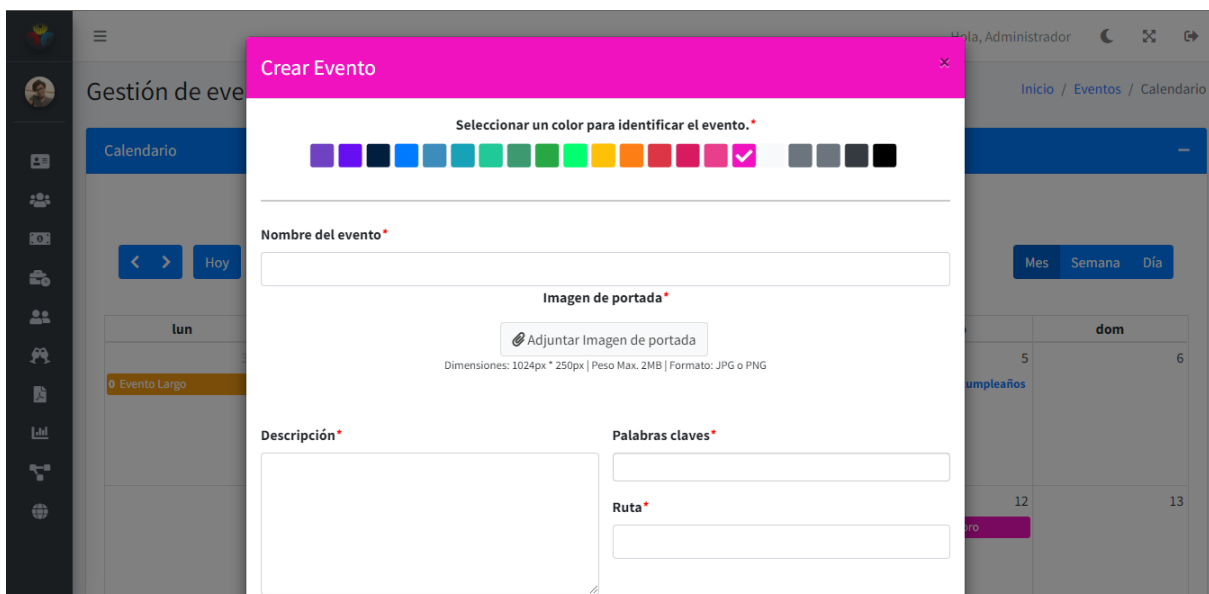 Hola, Administrador
Crear Evento
×
Gestión de eve
Inicio / Eventos / Calendario
Seleccionar un color para identificar el evento.*
Calendario
Nombre del evento*
Hoy
Mes Semana Día
Imagen de portada*
Adjuntar Imagen de portada
Dimensiones: 1024px * 250px | Peso Max. 2MB | Formato: JPG o PNG
lun
dom
5
6
0 Evento Largo
umpleaños
Descripción*
Palabras claves*
Ruta*
12
13
bro